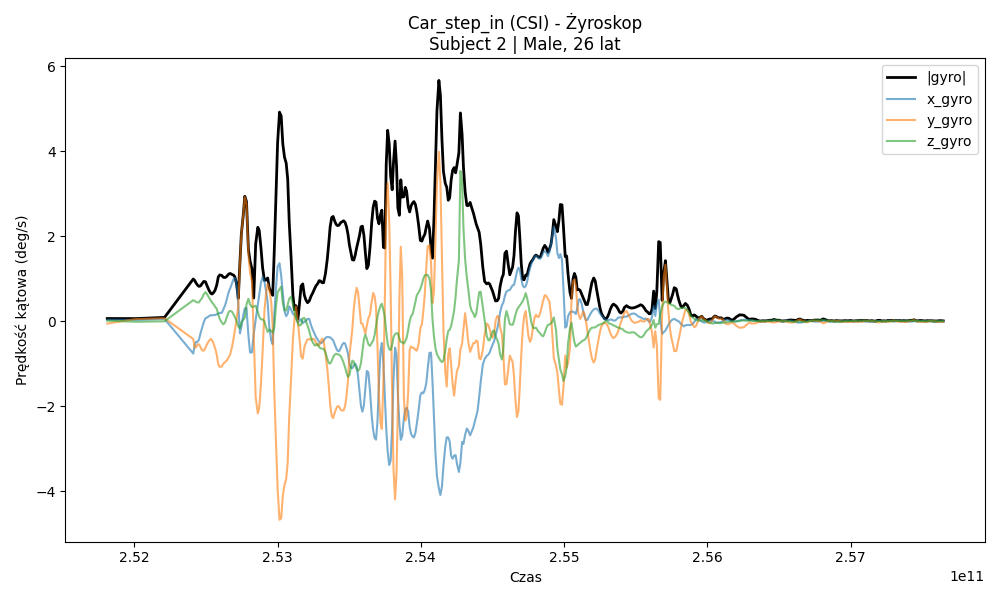 Car_step_in (CSI) - Żyroskop
Subject 2 | Male, 26 lat
Prędkość kątowa (deg/s)
6
4
2
0
−2
−4
|gyro|
x_gyro
y_gyro
z_gyro
2.52 2.53 2.54 2.55 2.56 2.57
1e11
Czas